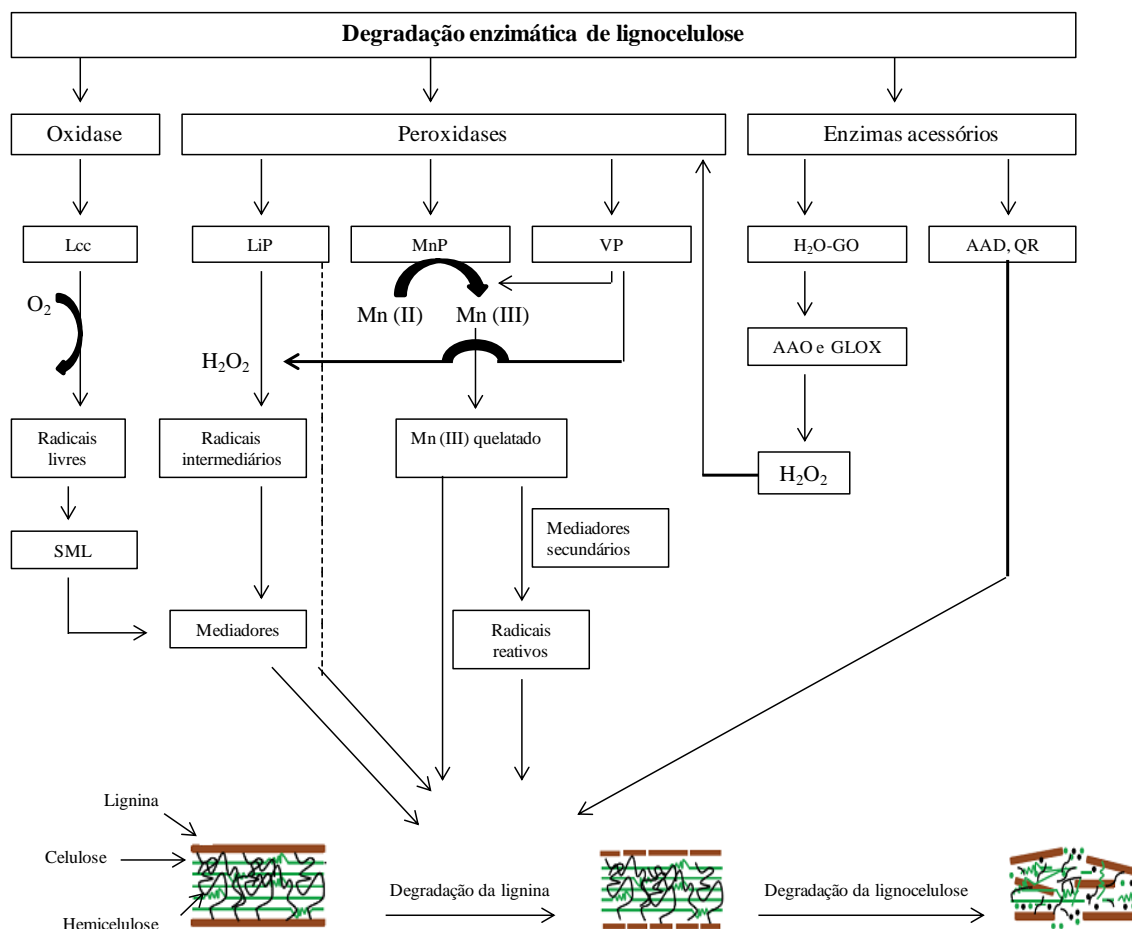 Degradação enzimática de lignocelulose
Oxidase
Peroxidases
Enzimas acessórios
Lcc
LiP
MnP
VP
H₂O-GO
AAD, QR
O₂
Mn (II)
Mn (III)
H₂O₂
AAO e GLOX
Radicais
livres
Radicais
intermediários
Mn (III) quelatado
H₂O₂
SML
Mediadores
secundários
Mediadores
Radicais
reativos
Lignina
Celulose
Hemicelulose
Degradação da lignina
Degradação da lignocelulose